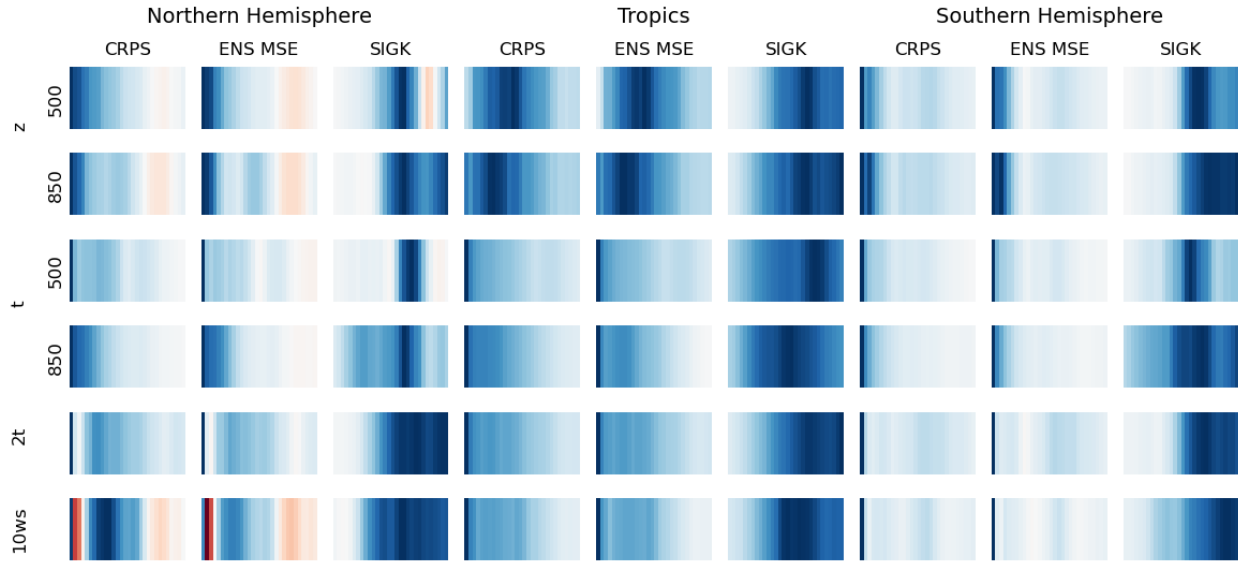 Northern Hemisphere Tropics Southern Hemisphere
CRPS ENS MSE SIGK CRPS ENS MSE SIGK CRPS ENS MSE SIGK
z
500
850
t
500
850
2t
10ws